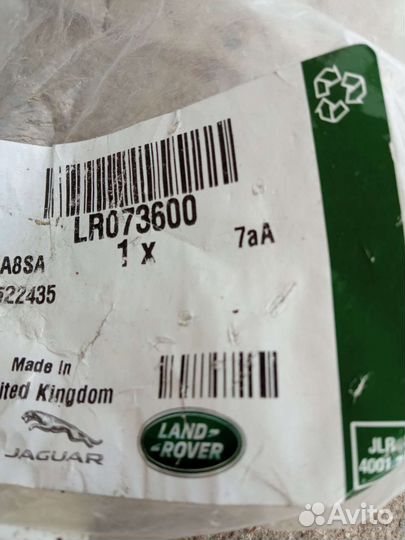 LR073600
1 X
7aA
A8SA
522435
Made In
ited Kingdom
JAGUAR
LAND-
-ROVER
JLR
4001
Avito